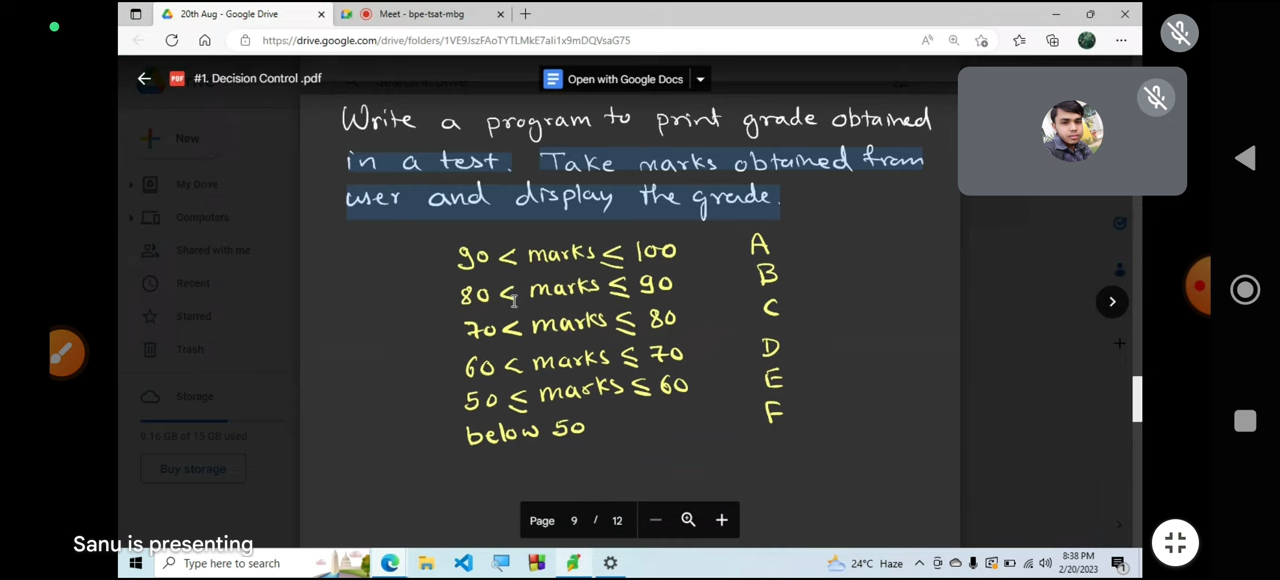 20th Aug - Google Drive
Meet - bpe-tsat-mbg
https://drive.google.com/drive/folders/1VE9JszFAoTYTLMkE7aIi1x9mDQVsaG75
#1. Decision Control .pdf
Open with Google Docs
New
My Drive
Computers
Shared with me
Recent
Starred
Trash
Storage
9.16 GB of 15 GB used
Buy storage
Write a program to print grade obtained
in a test. Take marks obtained from
user and display the grade.
90 < marks ≤ 100 A
80 < marks ≤ 90 B
70 < marks ≤ 80 C
60 < marks ≤ 70 D
50 ≤ marks ≤ 60 E
below 50 F
Page 9 / 12
Sanu is presenting
Type here to search
24°C Haze
8:38 PM
2/20/2023